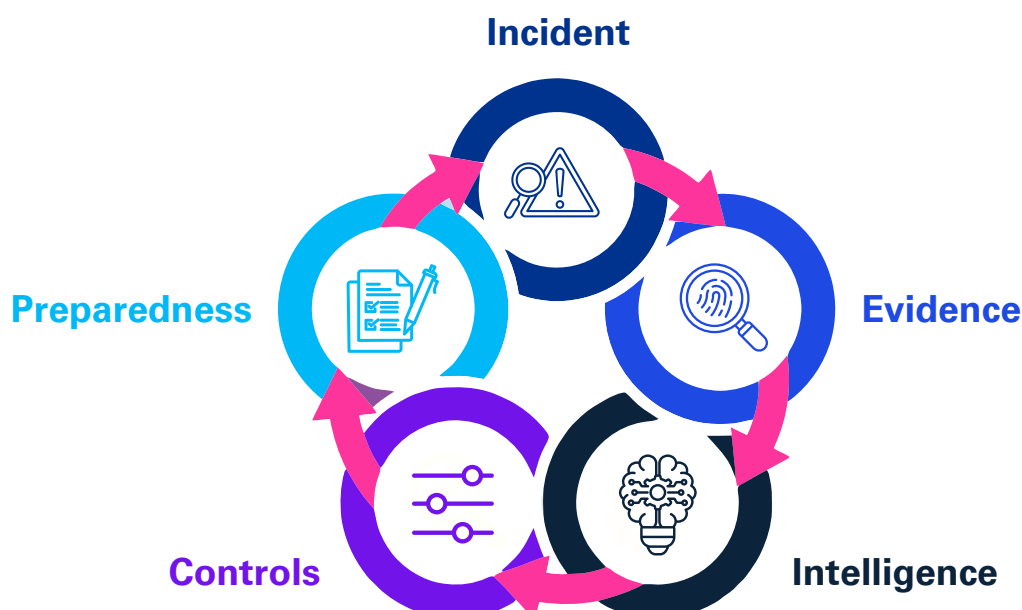 Incident
Preparedness
Evidence
Controls
Intelligence